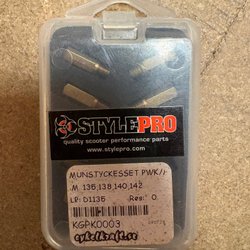 STYLEPRO
quality scooter performance parts
www.stylepro.com
MUNSTYCKESSET PWK/
M 135,138,140,142
LP: D1135 Res: 0
KGPK0003
cykelkraft.se